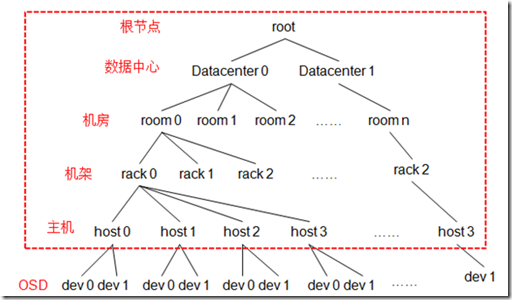 根节点 root
数据中心 Datacenter 0 Datacenter 1
机房 room 0 room 1 room 2 …… room n
机架 rack 0 rack 1 rack 2 …… rack 2
主机 host 0 host 1 host 2 host 3 …… host 3
OSD dev 0 dev 1 dev 0 dev 1 dev 0 dev 1 dev 0 dev 1 …… dev 1